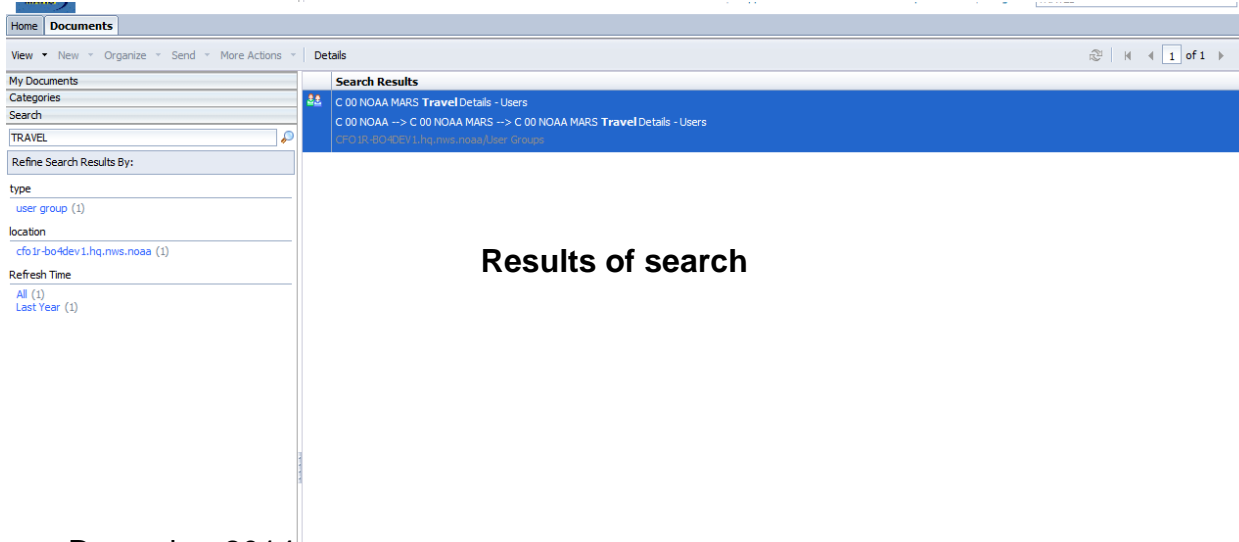 Home Documents
View New Organize Send More Actions Details 1 of 1
My Documents
Categories
Search
TRAVEL
Refine Search Results By:
type
user group (1)
location
cfo1r-bo4dev1.hq.nws.noaa (1)
Refresh Time
All (1)
Last Year (1)
Search Results
C 00 NOAA MARS Travel Details - Users
C 00 NOAA --> C 00 NOAA MARS --> C 00 NOAA MARS Travel Details - Users
CFO1R-BO4DEV1.hq.nws.noaa/User Groups
Results of search